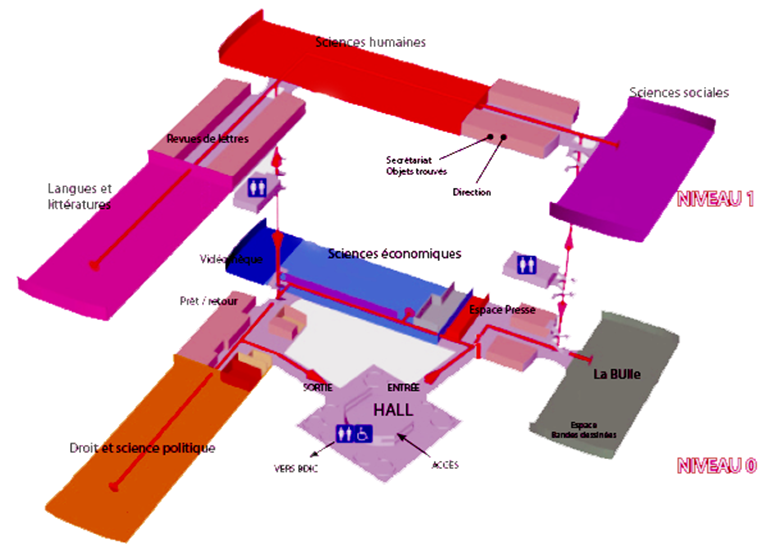 Sciences humaines
Sciences sociales
Revues de lettres
Secrétariat
Objets trouvés
Direction
Langues et
littératures
NIVEAU 1
Sciences économiques
Vidéothèque
Prêt / retour
Espace Presse
La BUlle
SORTIE
ENTRÉE
HALL
Espace
Bandes dessinées
Droit et science politique
VERS BDIC
ACCÈS
NIVEAU 0